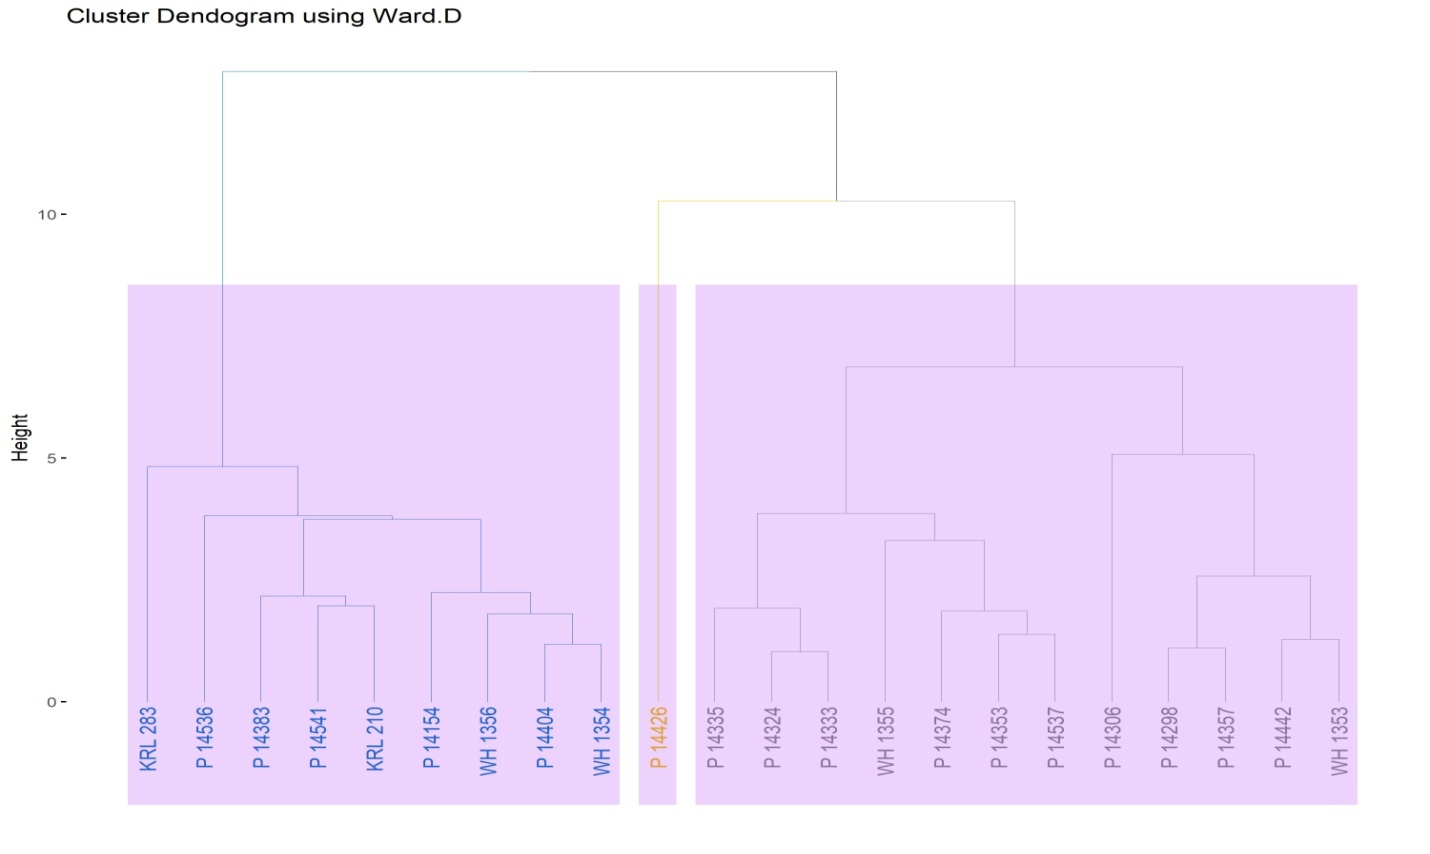 Cluster Dendogram using Ward.D
10
5
0
Height
KRL 283
P 14536
P 14383
P 14541
KRL 210
P 14154
WH 1356
P 14404
WH 1354
P 14426
P 14335
P 14324
P 14333
WH 1355
P 14374
P 14353
P 14537
P 14306
P 14298
P 14357
P 14442
WH 1353